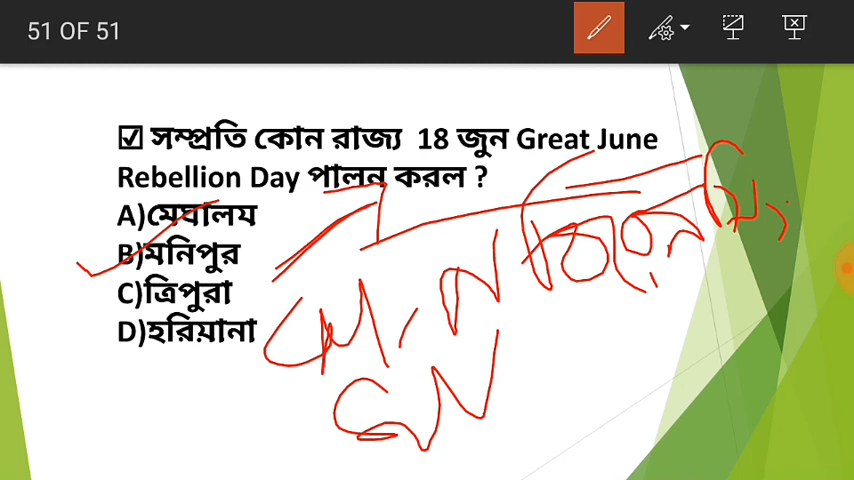 51 OF 51
☑ সম্প্রতি কোন রাজ্য 18 জুন Great June
Rebellion Day পালন করল ?
A)মেঘালয
B)মনিপুর
C)ত্রিপুরা
D)হরিয়ানা